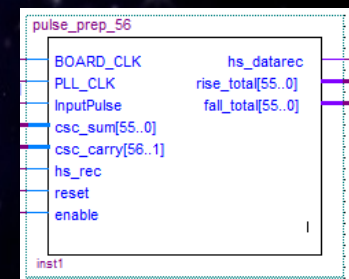 pulse_prep_56
BOARD_CLK hs_datarec
PLL_CLK rise_total[55..0]
InputPulse fall_total[55..0]
csc_sum[55..0]
csc_carry[56..1]
hs_rec
reset
enable
I
inst1